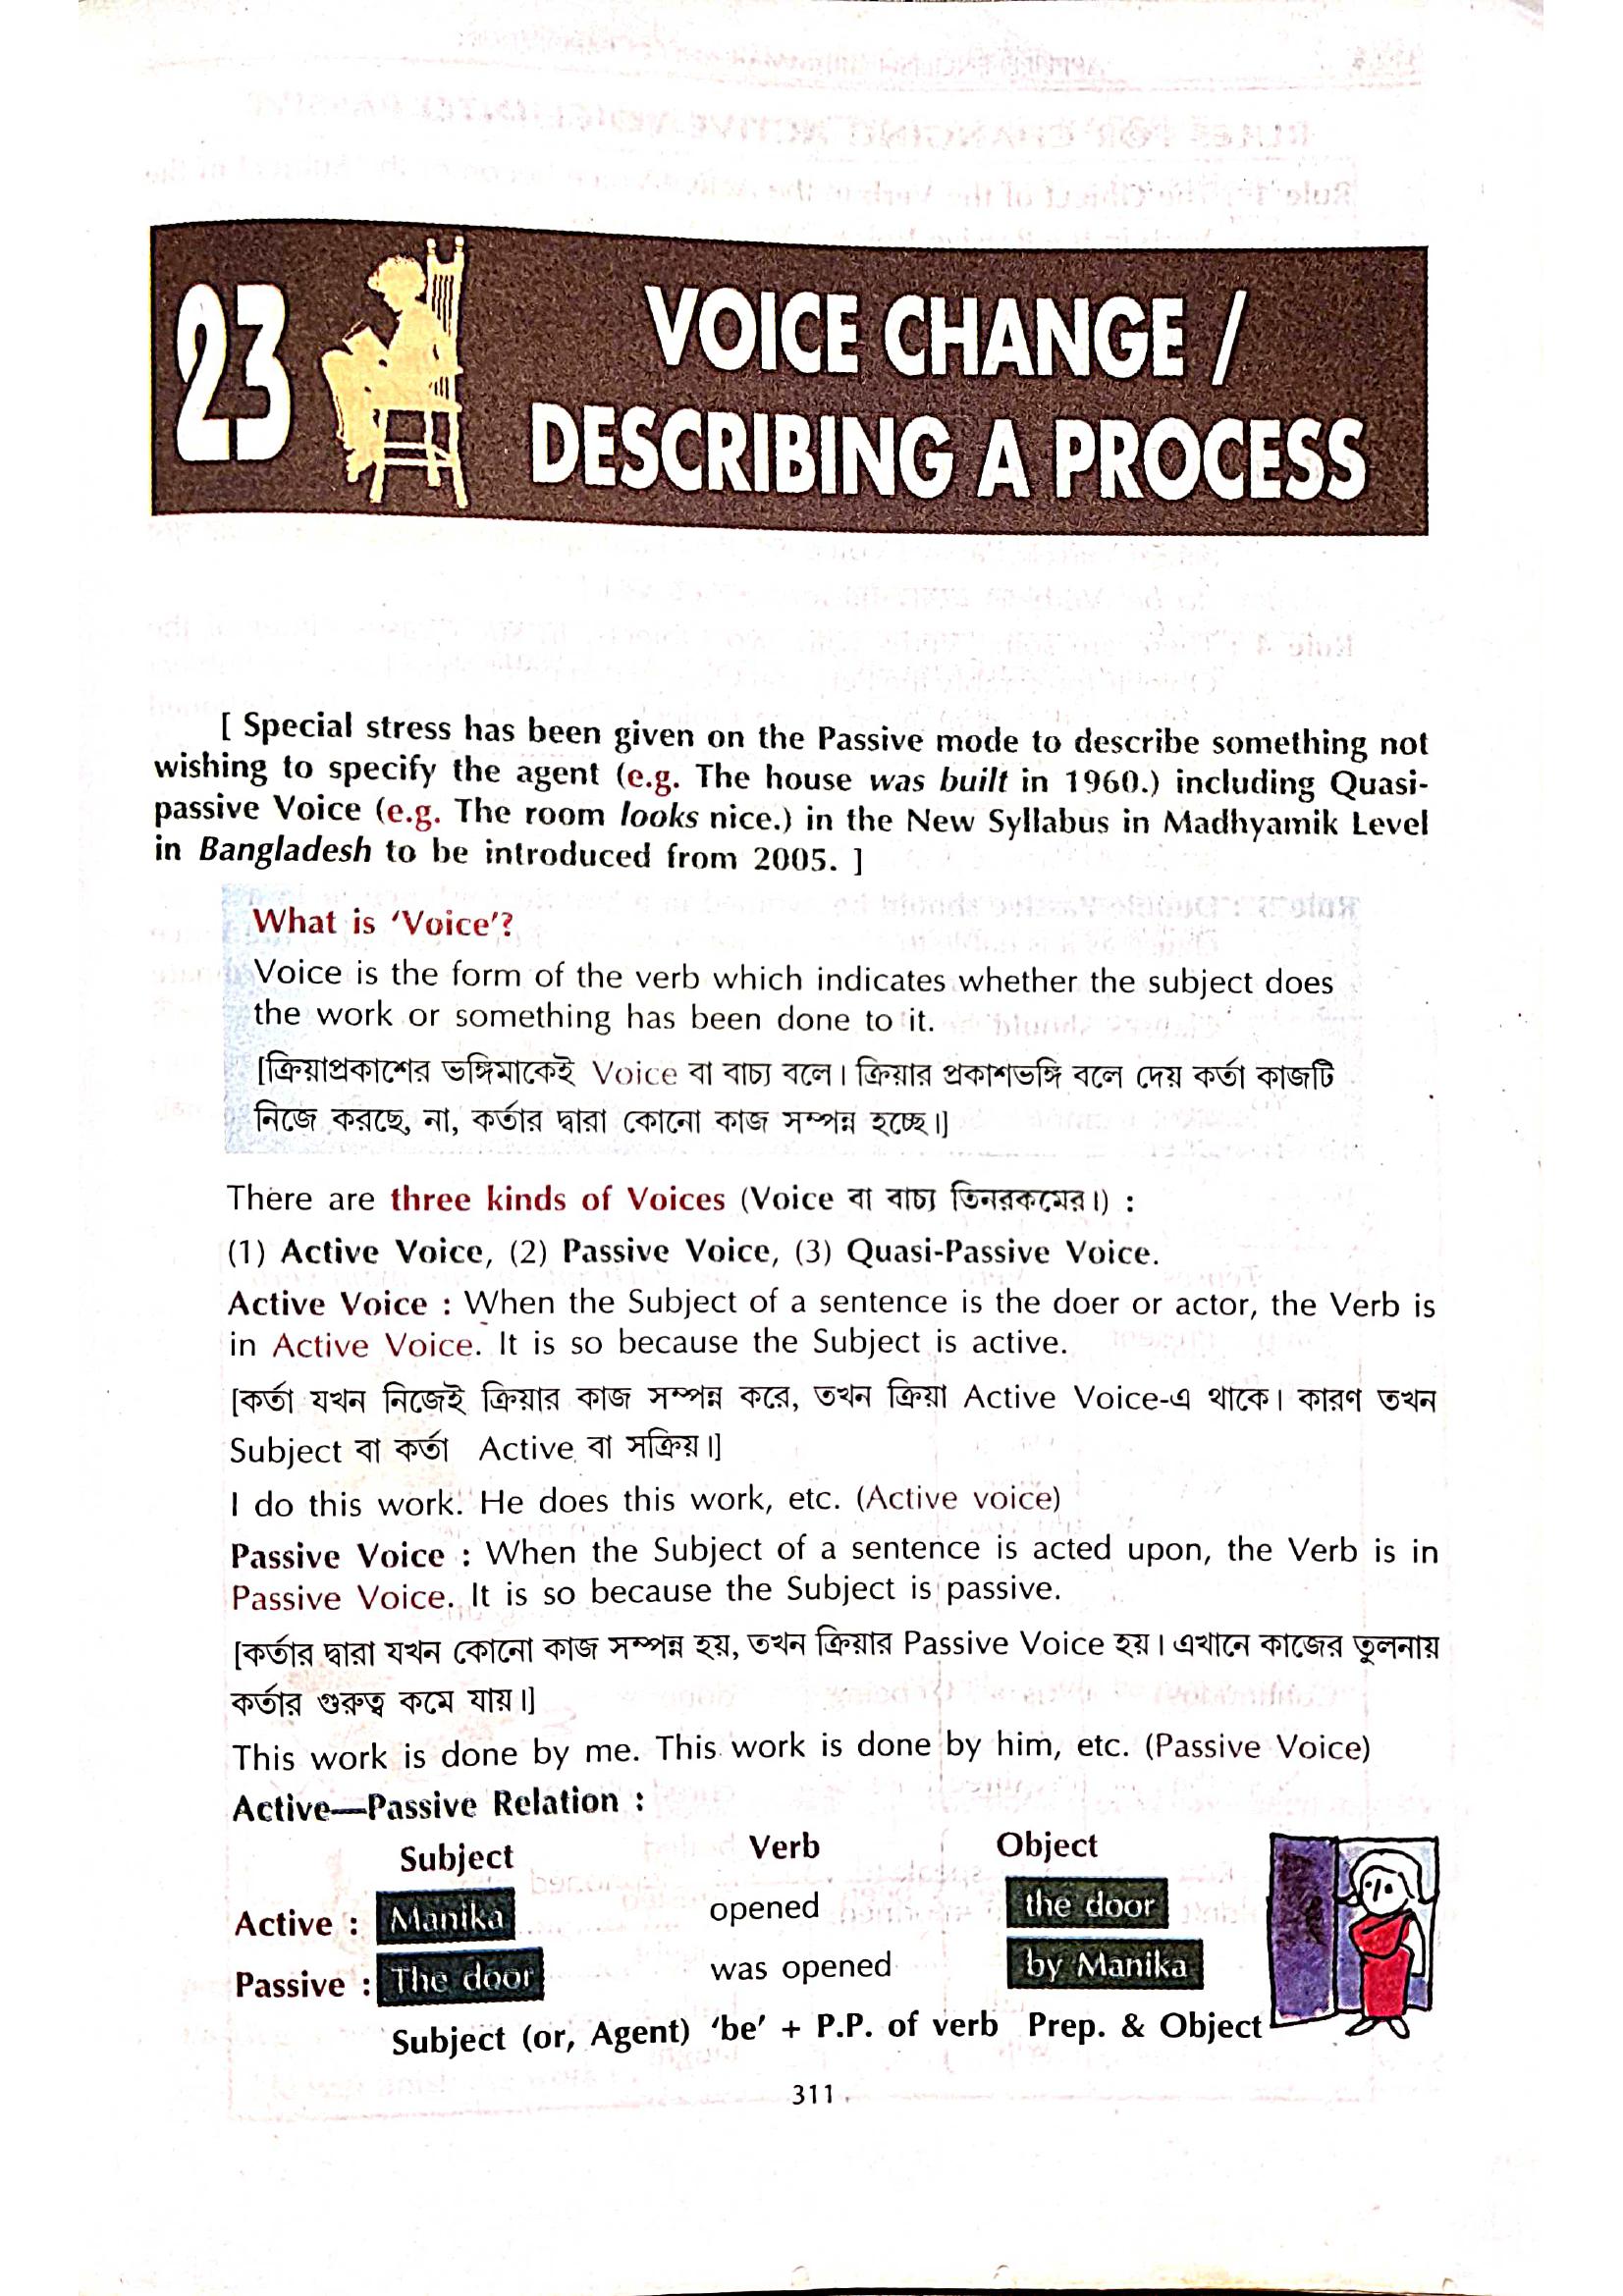 23
VOICE CHANGE /
DESCRIBING A PROCESS
[ Special stress has been given on the Passive mode to describe something not
wishing to specify the agent (e.g. The house was built in 1960.) including Quasi-
passive Voice (e.g. The room looks nice.) in the New Syllabus in Madhyamik Level
in Bangladesh to be introduced from 2005. ]
What is ‘Voice’?
Voice is the form of the verb which indicates whether the subject does
the work or something has been done to it.
[ক্রিয়াপ্রকাশের ভঙ্গিমাকেই Voice বা বাচ্য বলে। ক্রিয়ার প্রকাশভঙ্গি বলে দেয় কর্তা কাজটি
নিজে করছে, না, কর্তার দ্বারা কোনো কাজ সম্পন্ন হচ্ছে।]
There are three kinds of Voices (Voice বা বাচ্য তিনরকমের।) :
(1) Active Voice, (2) Passive Voice, (3) Quasi-Passive Voice.
Active Voice : When the Subject of a sentence is the doer or actor, the Verb is
in Active Voice. It is so because the Subject is active.
[কর্তা যখন নিজেই ক্রিয়ার কাজ সম্পন্ন করে, তখন ক্রিয়া Active Voice-এ থাকে। কারণ তখন
Subject বা কর্তা Active বা সক্রিয়।]
I do this work. He does this work, etc. (Active voice)
Passive Voice : When the Subject of a sentence is acted upon, the Verb is in
Passive Voice. It is so because the Subject is passive.
[কর্তার দ্বারা যখন কোনো কাজ সম্পন্ন হয়, তখন ক্রিয়ার Passive Voice হয়। এখানে কাজের তুলনায়
কর্তার গুরুত্ব কমে যায়।]
This work is done by me. This work is done by him, etc. (Passive Voice)
Active—Passive Relation :
Subject Verb Object
Active : Manika opened the door
Passive : The door was opened by Manika
Subject (or, Agent) ‘be’ + P.P. of verb Prep. & Object
311